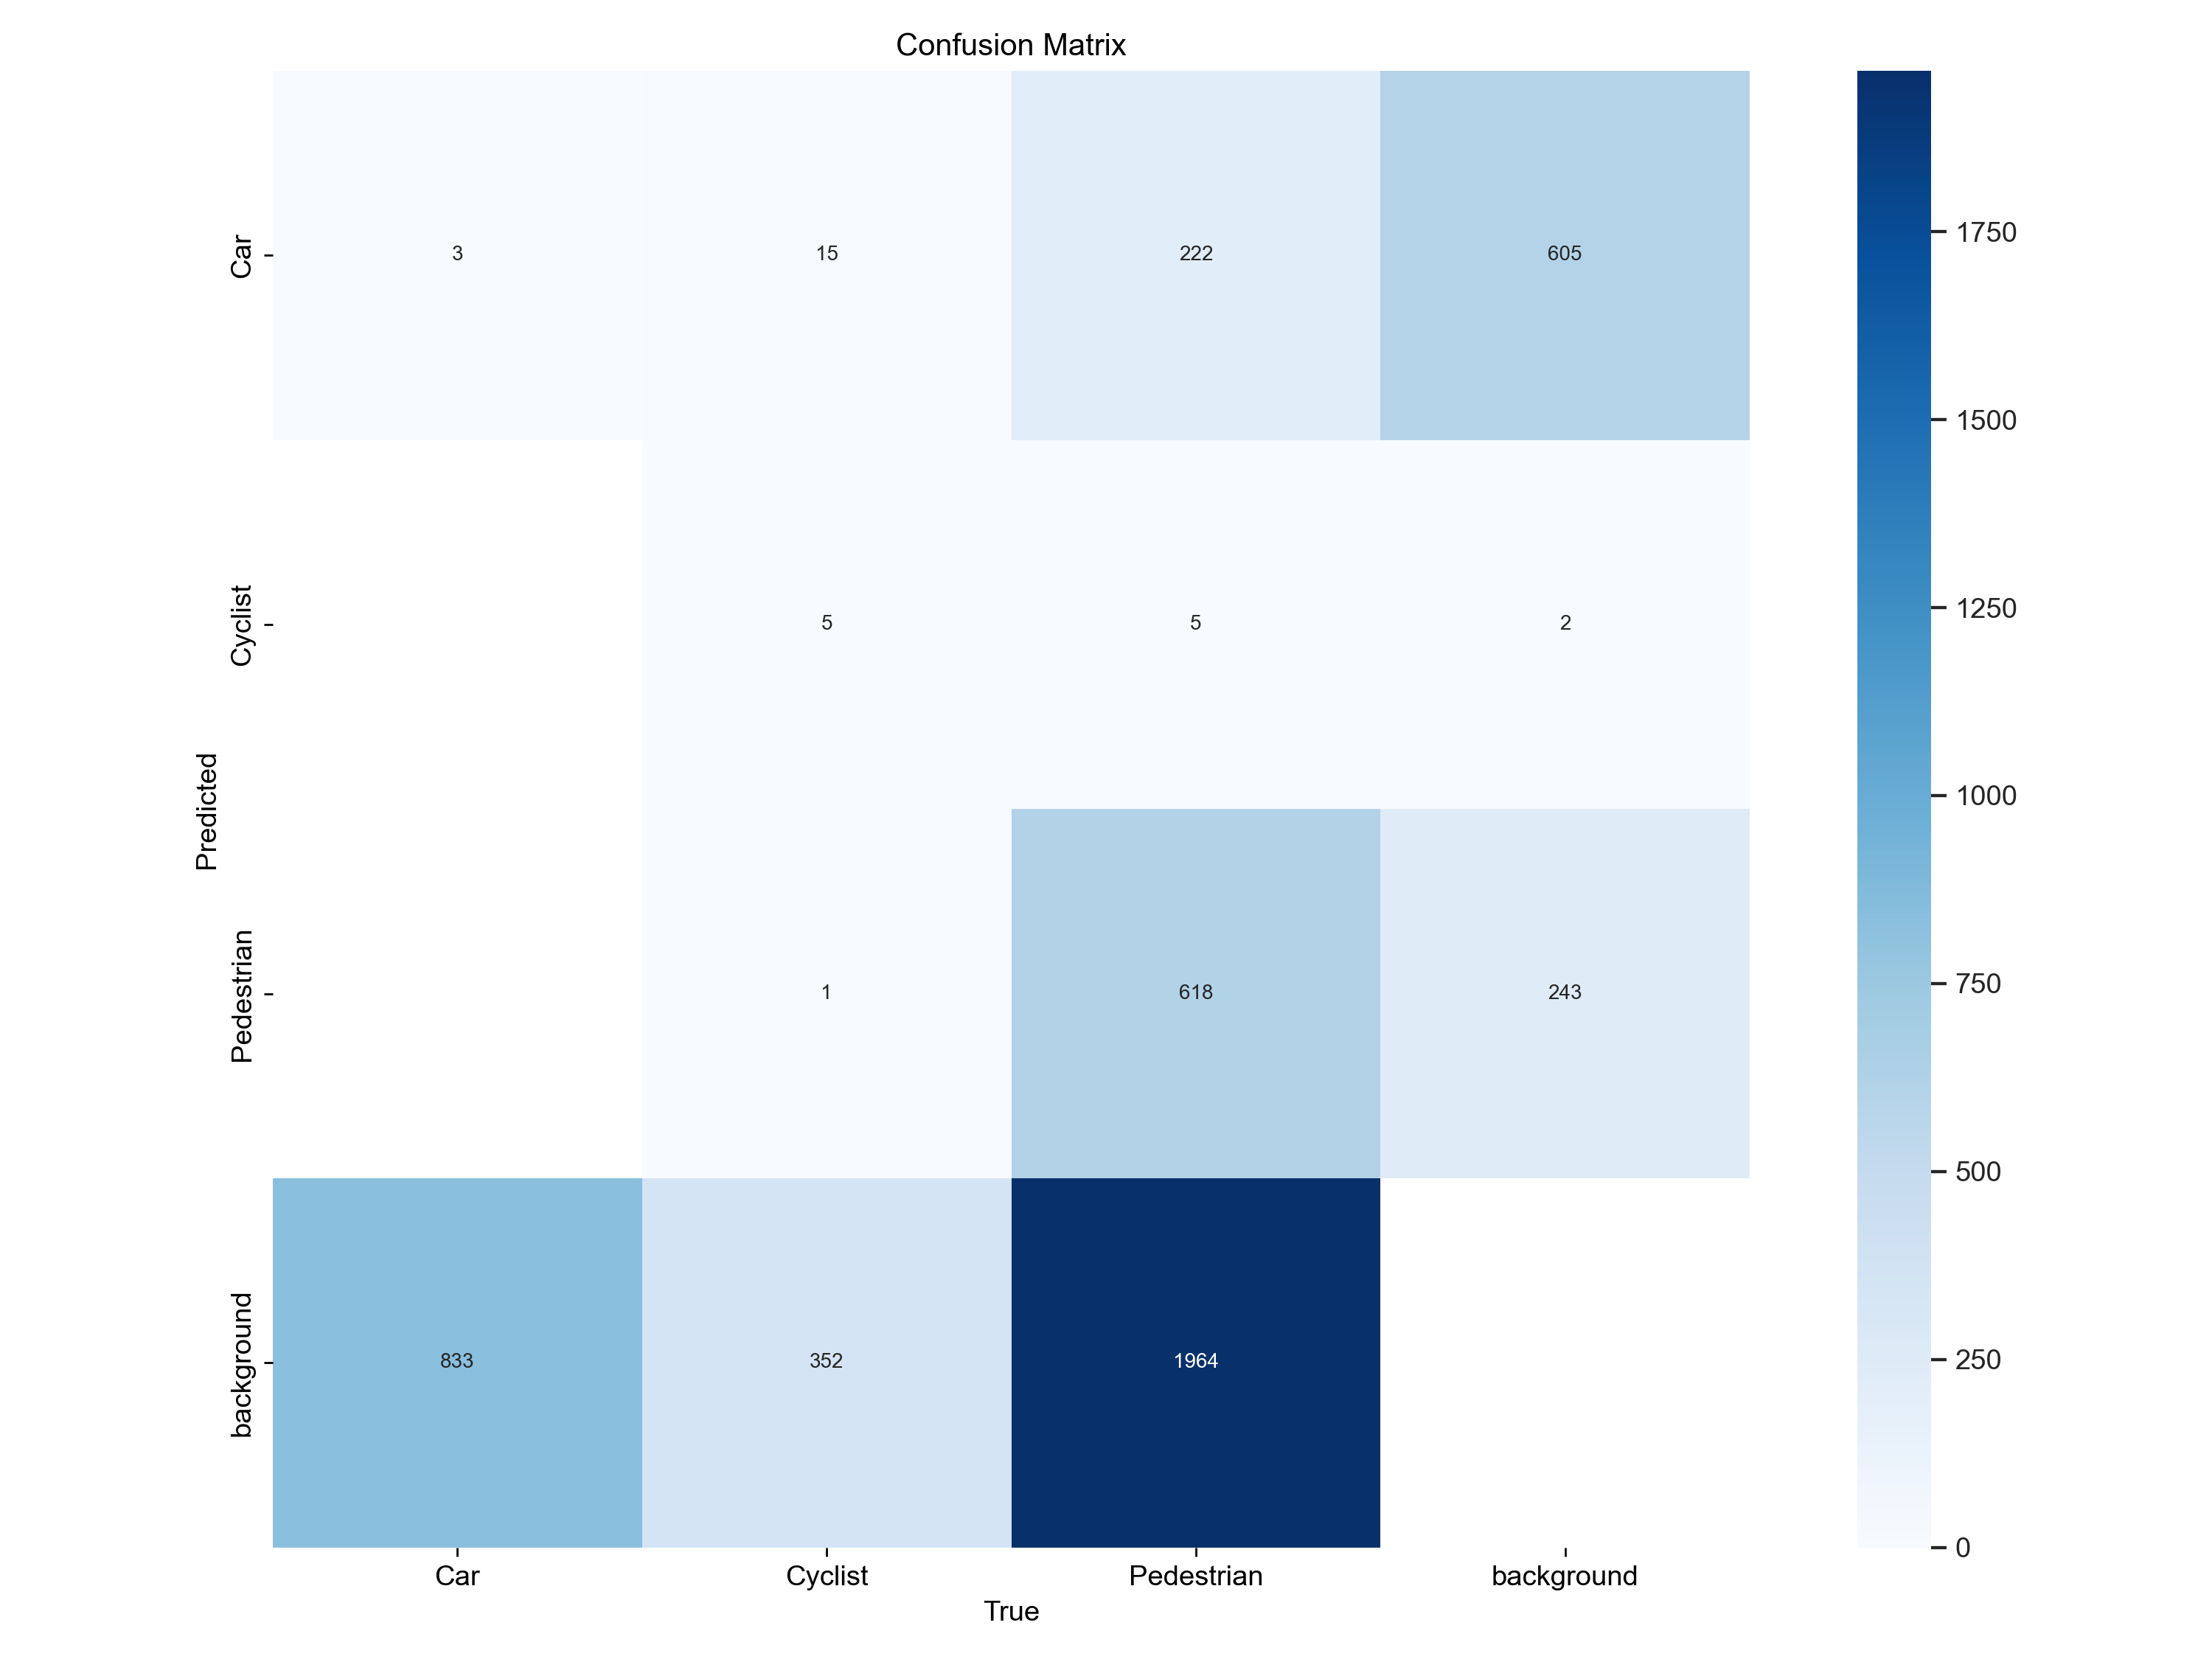 Confusion Matrix
Car
3
15
222
605
Cyclist
5
5
2
Pedestrian
1
618
243
background
833
352
1964
Predicted
Car
Cyclist
Pedestrian
background
True
1750
1500
1250
1000
750
500
250
0